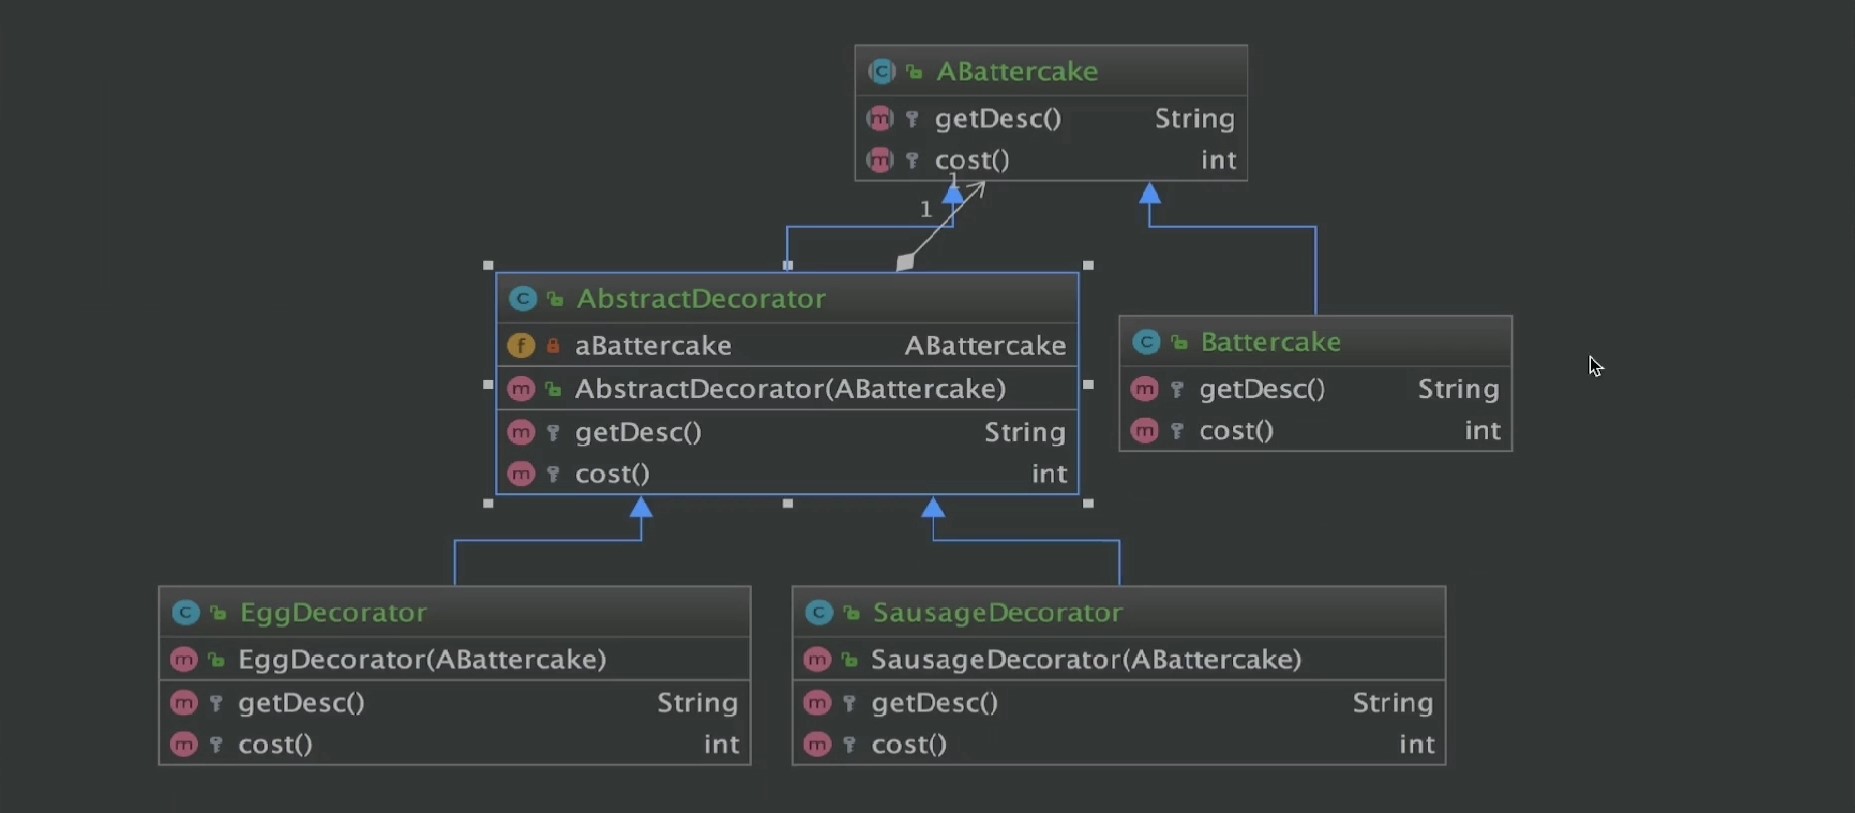 ABattercake
getDesc() String
cost() int
1
1
AbstractDecorator
aBattercake ABattercake
AbstractDecorator(ABattercake)
getDesc() String
cost() int
Battercake
getDesc() String
cost() int
EggDecorator
EggDecorator(ABattercake)
getDesc() String
cost() int
SausageDecorator
SausageDecorator(ABattercake)
getDesc() String
cost() int